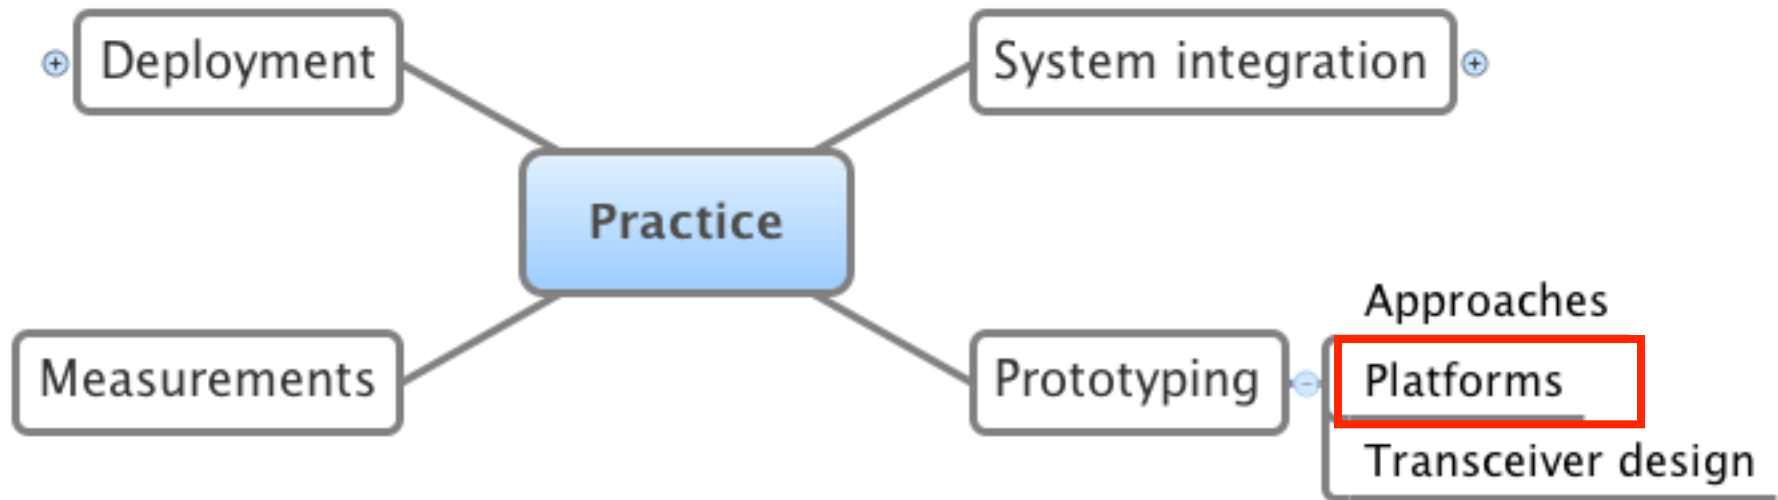 Deployment
System integration
Practice
Approaches
Measurements
Prototyping
Platforms
Transceiver design